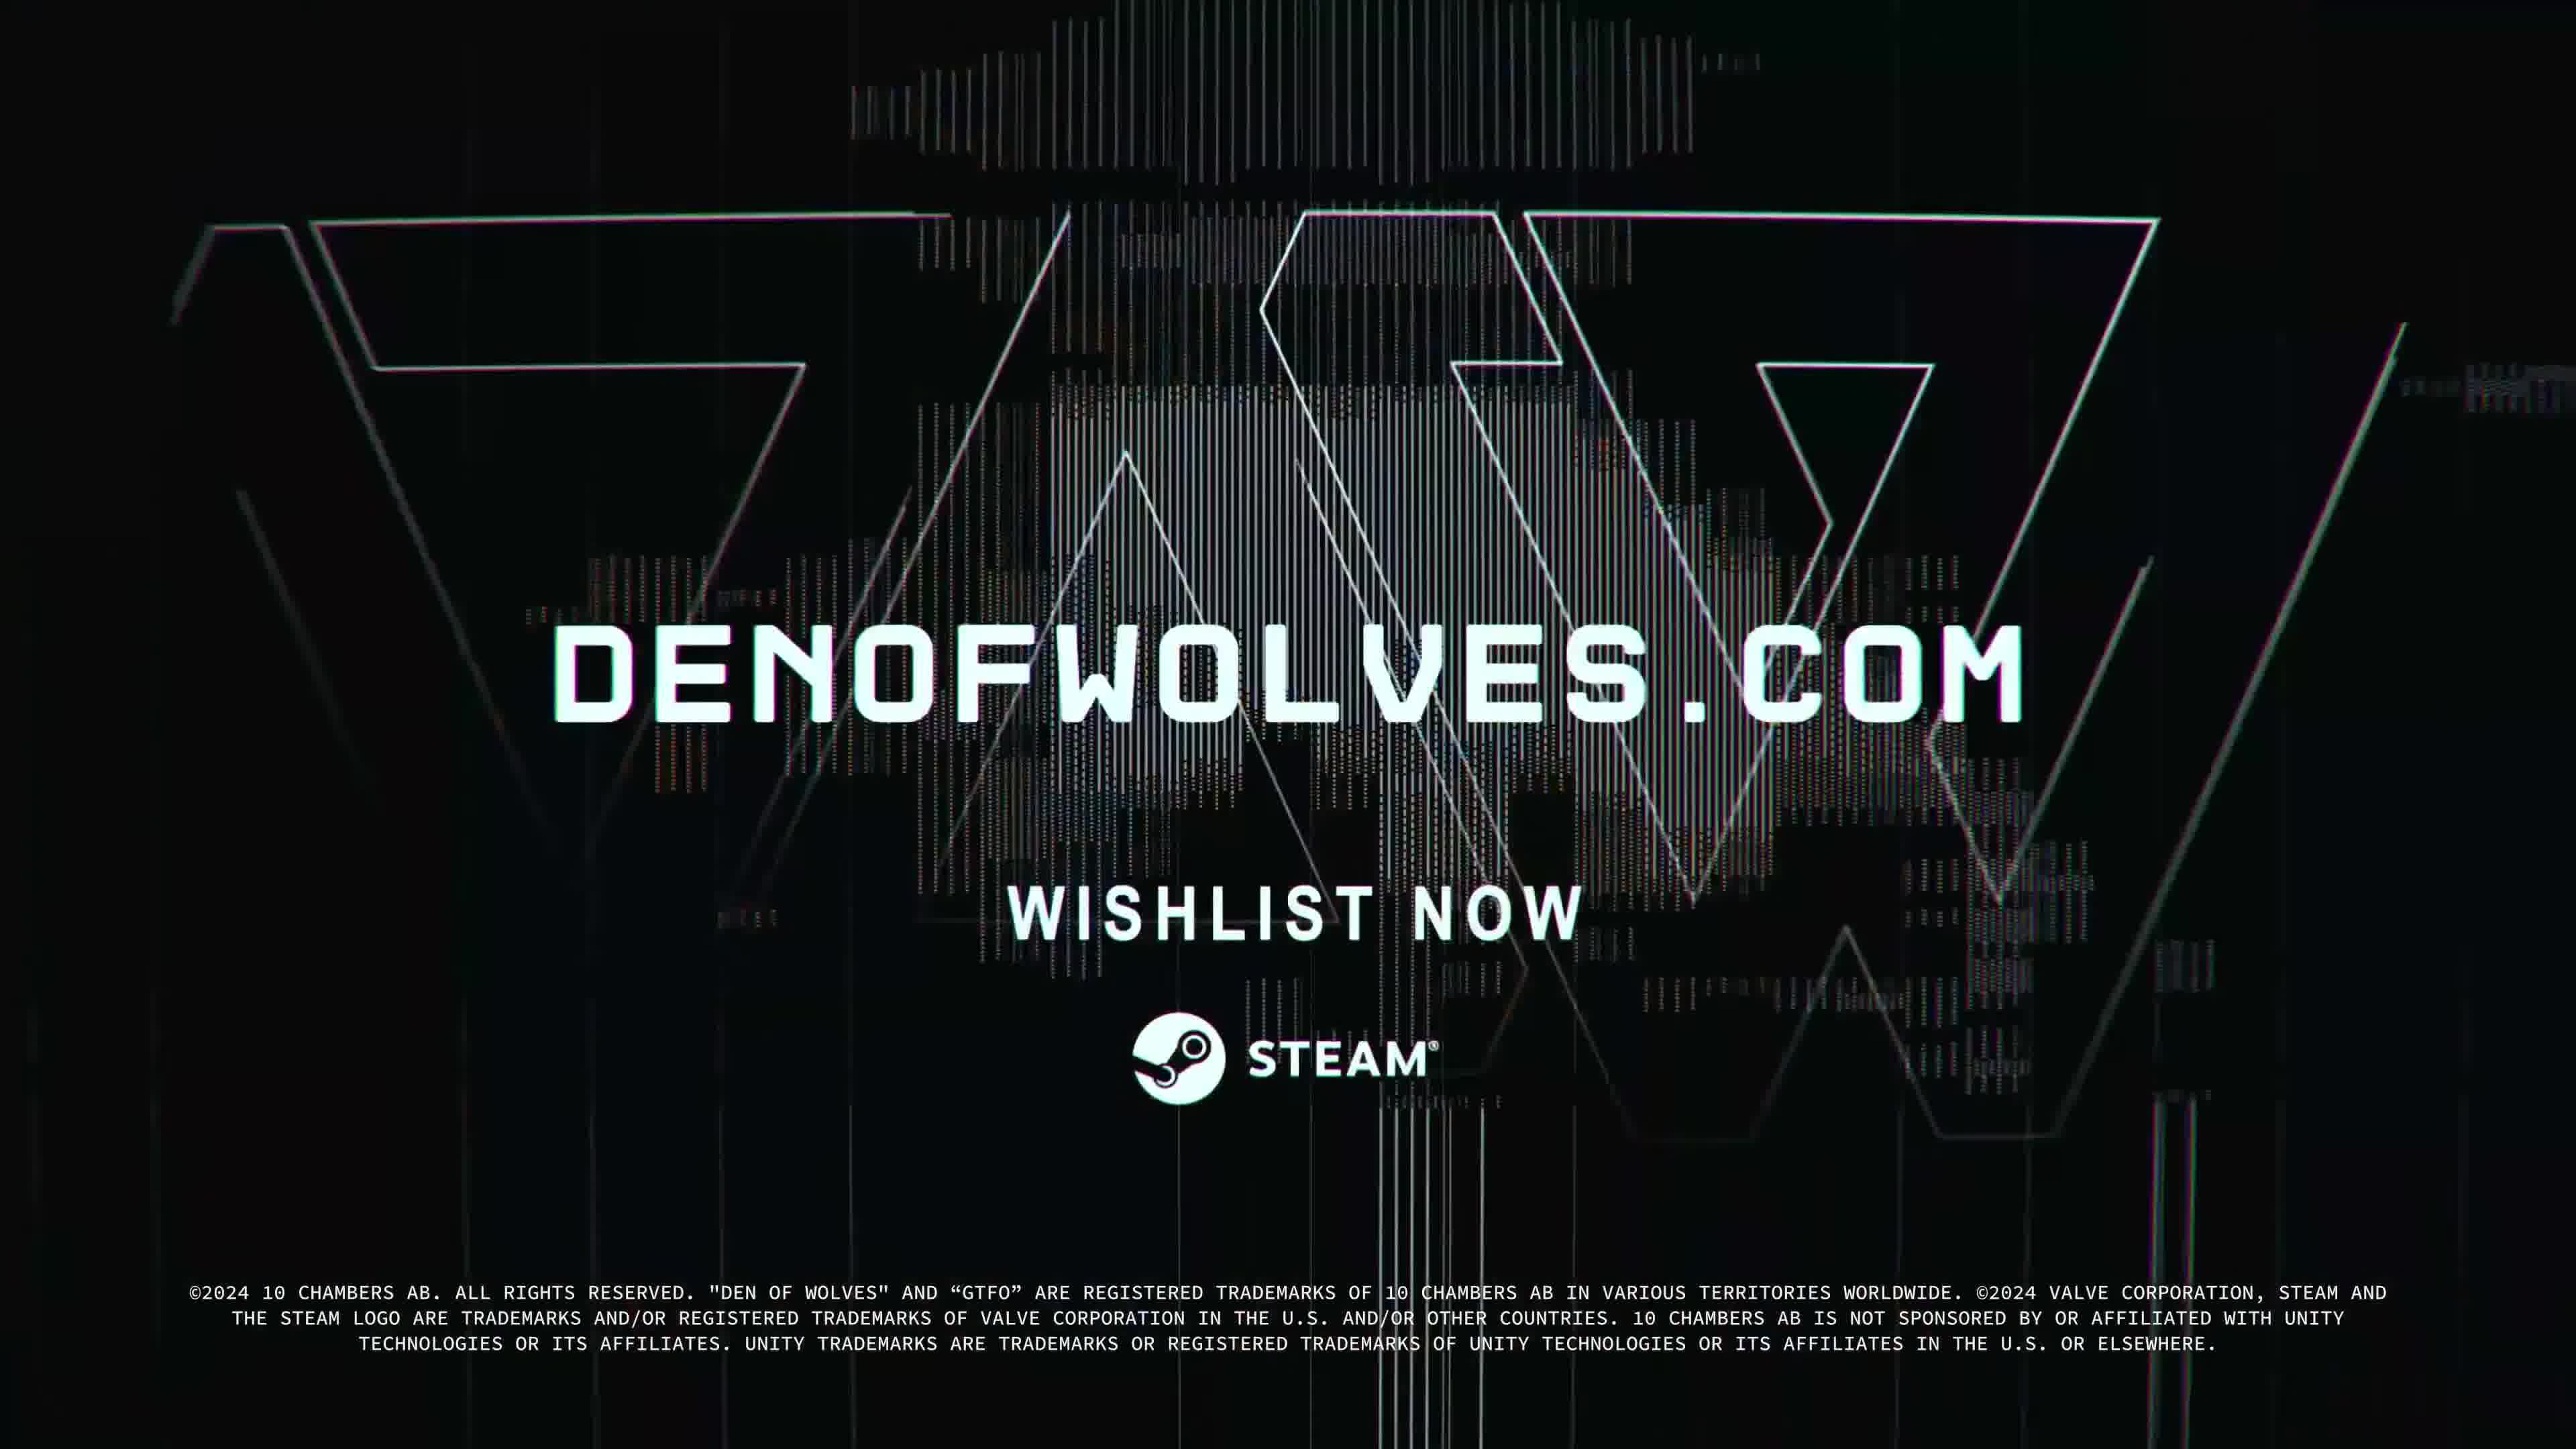 DENOFWOLVES.COM
WISHLIST NOW
STEAM®
©2024 10 CHAMBERS AB. ALL RIGHTS RESERVED. "DEN OF WOLVES" AND “GTFO” ARE REGISTERED TRADEMARKS OF 10 CHAMBERS AB IN VARIOUS TERRITORIES WORLDWIDE. ©2024 VALVE CORPORATION, STEAM AND
THE STEAM LOGO ARE TRADEMARKS AND/OR REGISTERED TRADEMARKS OF VALVE CORPORATION IN THE U.S. AND/OR OTHER COUNTRIES. 10 CHAMBERS AB IS NOT SPONSORED BY OR AFFILIATED WITH UNITY
TECHNOLOGIES OR ITS AFFILIATES. UNITY TRADEMARKS ARE TRADEMARKS OR REGISTERED TRADEMARKS OF UNITY TECHNOLOGIES OR ITS AFFILIATES IN THE U.S. OR ELSEWHERE.